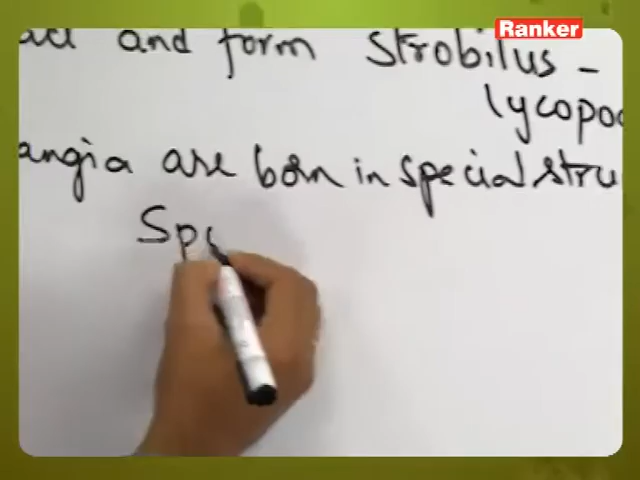 Ranker
and form Strobilus -
lycopo
angia are born in special stru
Sp